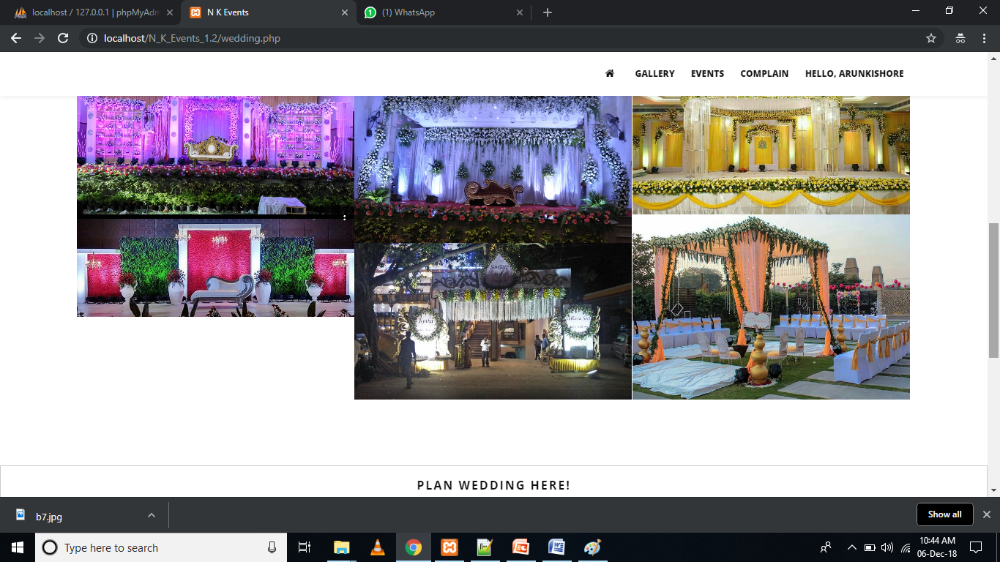 localhost / 127.0.0.1 | phpMyAdm
N K Events
(1) WhatsApp
localhost/N_K_Events_1.2/wedding.php
GALLERY EVENTS COMPLAIN HELLO, ARUNKISHORE
Sandeep
PLAN WEDDING HERE!
b7.jpg
Show all
Type here to search
10:44 AM
06-Dec-18